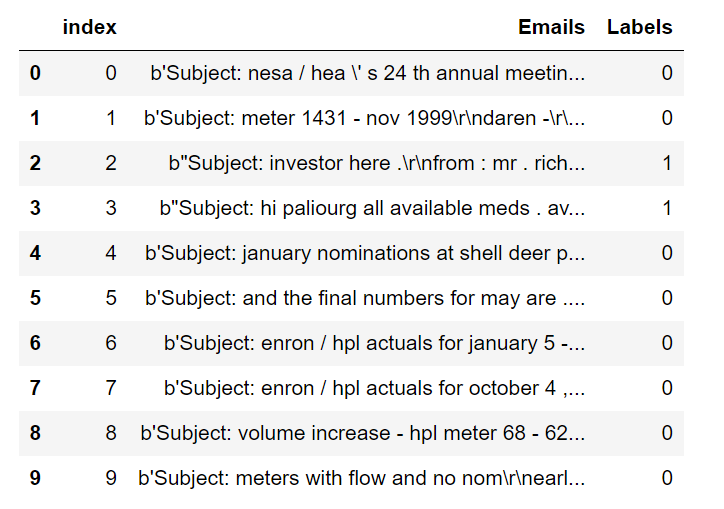 index Emails Labels
0 0 b'Subject: nesa / hea \' s 24 th annual meetin... 0
1 1 b'Subject: meter 1431 - nov 1999\r\ndaren -\r\... 0
2 2 b"Subject: investor here .\r\nfrom : mr . rich... 1
3 3 b"Subject: hi paliourg all available meds . av... 1
4 4 b'Subject: january nominations at shell deer p... 0
5 5 b'Subject: and the final numbers for may are .... 0
6 6 b'Subject: enron / hpl actuals for january 5 -... 0
7 7 b'Subject: enron / hpl actuals for october 4 ,... 0
8 8 b'Subject: volume increase - hpl meter 68 - 62... 0
9 9 b'Subject: meters with flow and no nom\r\nearl... 0